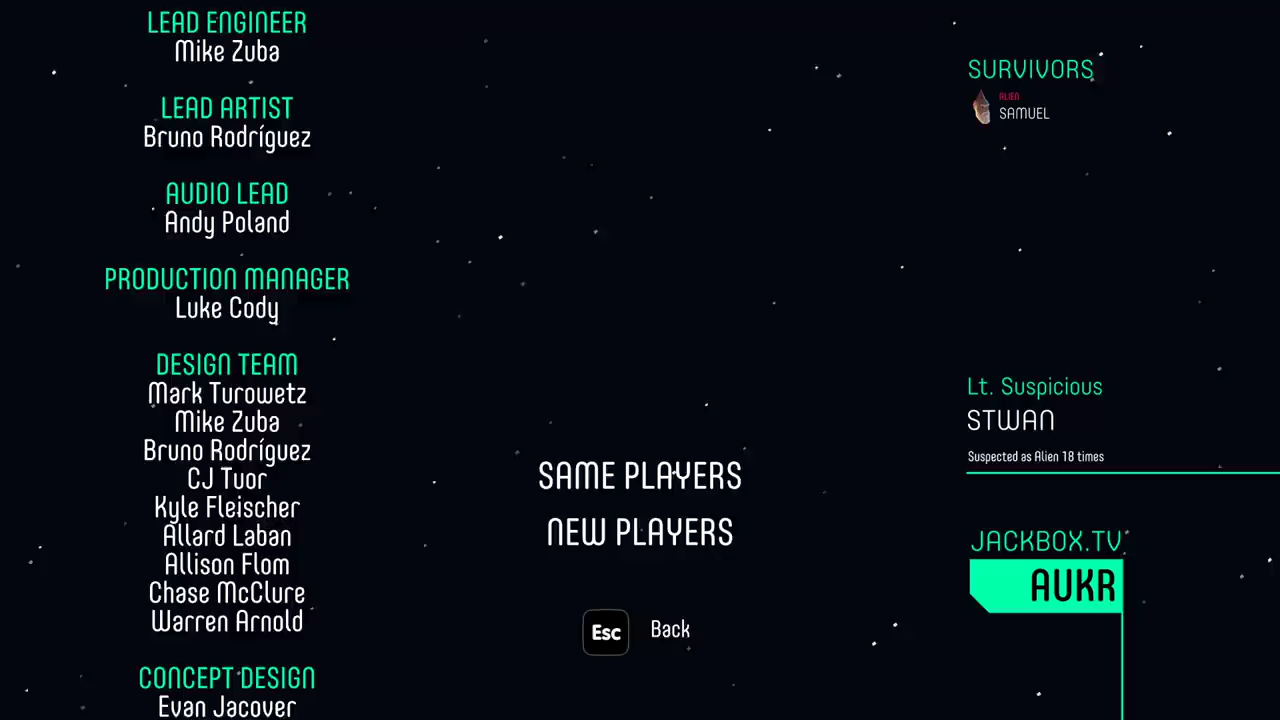 LEAD ENGINEER
Mike Zuba
LEAD ARTIST
Bruno Rodríguez
AUDIO LEAD
Andy Poland
PRODUCTION MANAGER
Luke Cody
DESIGN TEAM
Mark Turowetz
Mike Zuba
Bruno Rodríguez
CJ Tuor
Kyle Fleischer
Allard Laban
Allison Flom
Chase McClure
Warren Arnold
CONCEPT DESIGN
Evan Jacover
SAME PLAYERS
NEW PLAYERS
Esc Back
SURVIVORS
ALIEN
SAMUEL
Lt. Suspicious
STWAN
Suspected as Alien 18 times
JACKBOX.TV
AUKR